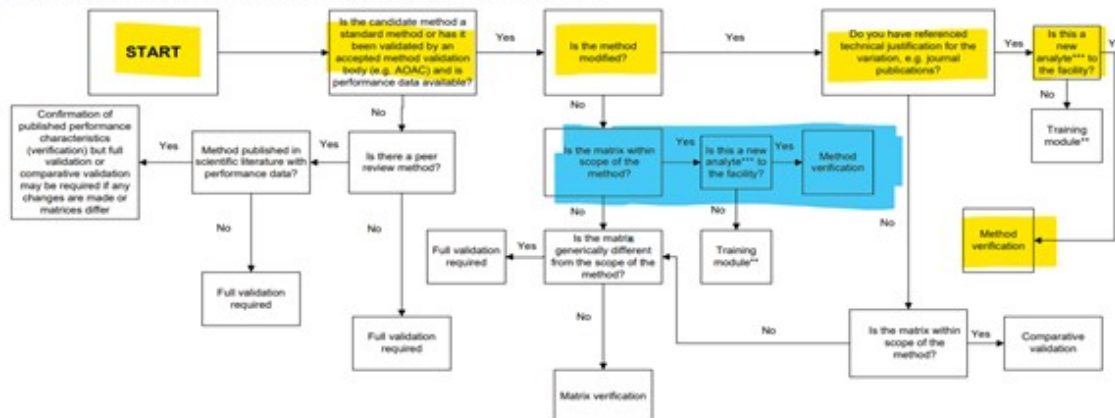 START
Is the candidate method a
standard method or has it
been validated by an
accepted method validation
body (e.g. AOAC) and is
performance data available?
Yes
Is the method
modified?
Yes
Do you have referenced
technical justification for the
variation, e.g. journal
publications?
Yes
Is this a
new
analyte*** to
the facility?
No
No
No
Training
module**
Confirmation of
published performance
characteristics
(verification) but full
validation or
comparative validation
may be required if any
changes are made or
matrices differ
Yes
Method published in
scientific literature with
performance data?
Yes
Is there a peer
review method?
Is the matrix within
scope of the
method?
Yes
Is this a new
analyte*** to
the facility?
Yes
Method
verification
No
No
No
No
No
Method
verification
Full validation
required
Yes
Is the matrix
generically different
from the scope of the
method?
Training
module**
Full validation
required
Full validation
required
No
No
Is the matrix within
scope of the
method?
Yes
Comparative
validation
Matrix verification